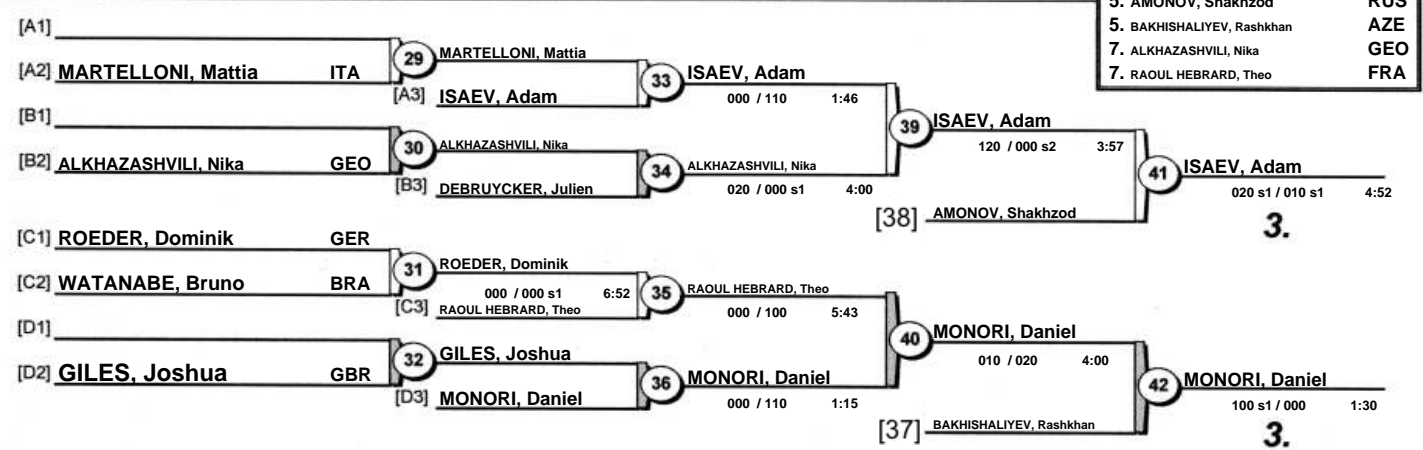 5. AMONOV, Shakhzod RUS
5. BAKHISHALIYEV, Rashkhan AZE
7. ALKHAZASHVILI, Nika GEO
7. RAOUL HEBRARD, Theo FRA
[A1]
[A2] MARTELLONI, Mattia ITA
29
MARTELLONI, Mattia
[A3] ISAEV, Adam
33
ISAEV, Adam
000 / 110 1:46
[B1]
[B2] ALKHAZASHVILI, Nika GEO
30
ALKHAZASHVILI, Nika
[B3] DEBRUYCKER, Julien
34
ALKHAZASHVILI, Nika
020 / 000 s1 4:00
39
ISAEV, Adam
120 / 000 s2 3:57
[38] AMONOV, Shakhzod
41
ISAEV, Adam
020 s1 / 010 s1 4:52
3.
[C1] ROEDER, Dominik GER
[C2] WATANABE, Bruno BRA
31
ROEDER, Dominik
000 / 000 s1 6:52
[C3] RAOUL HEBRARD, Theo
35
RAOUL HEBRARD, Theo
000 / 100 5:43
[D1]
[D2] GILES, Joshua GBR
32
GILES, Joshua
[D3] MONORI, Daniel
36
MONORI, Daniel
000 / 110 1:15
40
MONORI, Daniel
010 / 020 4:00
[37] BAKHISHALIYEV, Rashkhan
42
MONORI, Daniel
100 s1 / 000 1:30
3.